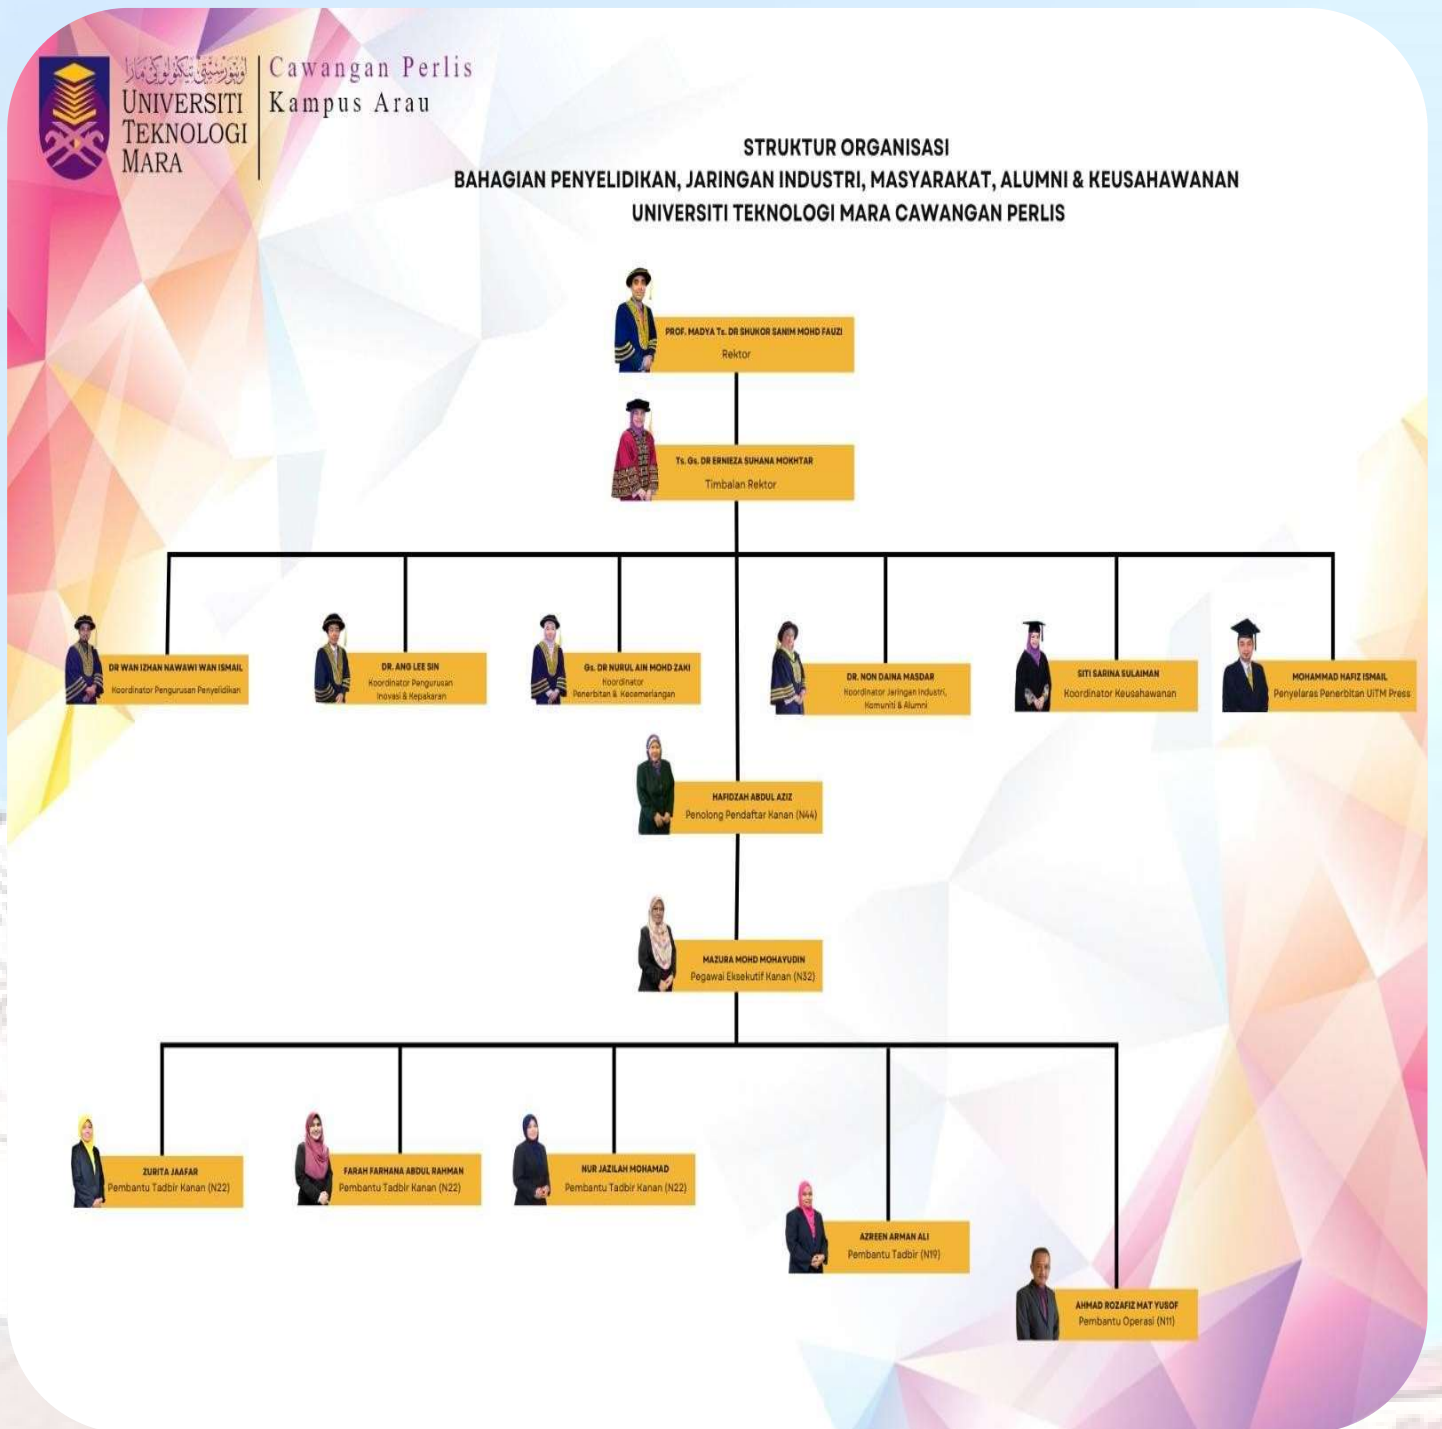 اونيۏرسيتي تيكنولوݢي مارا
UNIVERSITI
TEKNOLOGI
MARA
Cawangan Perlis
Kampus Arau
STRUKTUR ORGANISASI
BAHAGIAN PENYELIDIKAN, JARINGAN INDUSTRI, MASYARAKAT, ALUMNI & KEUSAHAWANAN
UNIVERSITI TEKNOLOGI MARA CAWANGAN PERLIS
PROF. MADYA Ts. DR SHUKOR SANIM MOHD FAUZI
Rektor
Ts. Gs. DR ERNIEZA SUHANA MOKHTAR
Timbalan Rektor
DR WAN IZHAN NAWAWI WAN ISMAIL
Koordinator Pengurusan Penyelidikan
DR. ANG LEE SIN
Koordinator Pengurusan
Inovasi & Kepakaran
Gs. DR NURUL AIN MOHD ZAKI
Koordinator
Penerbitan & Kecemerlangan
DR. NON DAINA MASDAR
Koordinator Jaringan Industri,
Komuniti & Alumni
SITI SARINA SULAIMAN
Koordinator Keusahawanan
MOHAMMAD HAFIZ ISMAIL
Penyelaras Penerbitan UiTM Press
HAFIDZAH ABDUL AZIZ
Penolong Pendaftar Kanan (N44)
MAZURA MOHD MOHAYUDIN
Pegawai Eksekutif Kanan (N32)
ZURITA JAAFAR
Pembantu Tadbir Kanan (N22)
FARAH FARHANA ABDUL RAHMAN
Pembantu Tadbir Kanan (N22)
NUR JAZILAH MOHAMAD
Pembantu Tadbir Kanan (N22)
AZREEN ARMAN ALI
Pembantu Tadbir (N19)
AHMAD ROZAFIZ MAT YUSOF
Pembantu Operasi (N11)